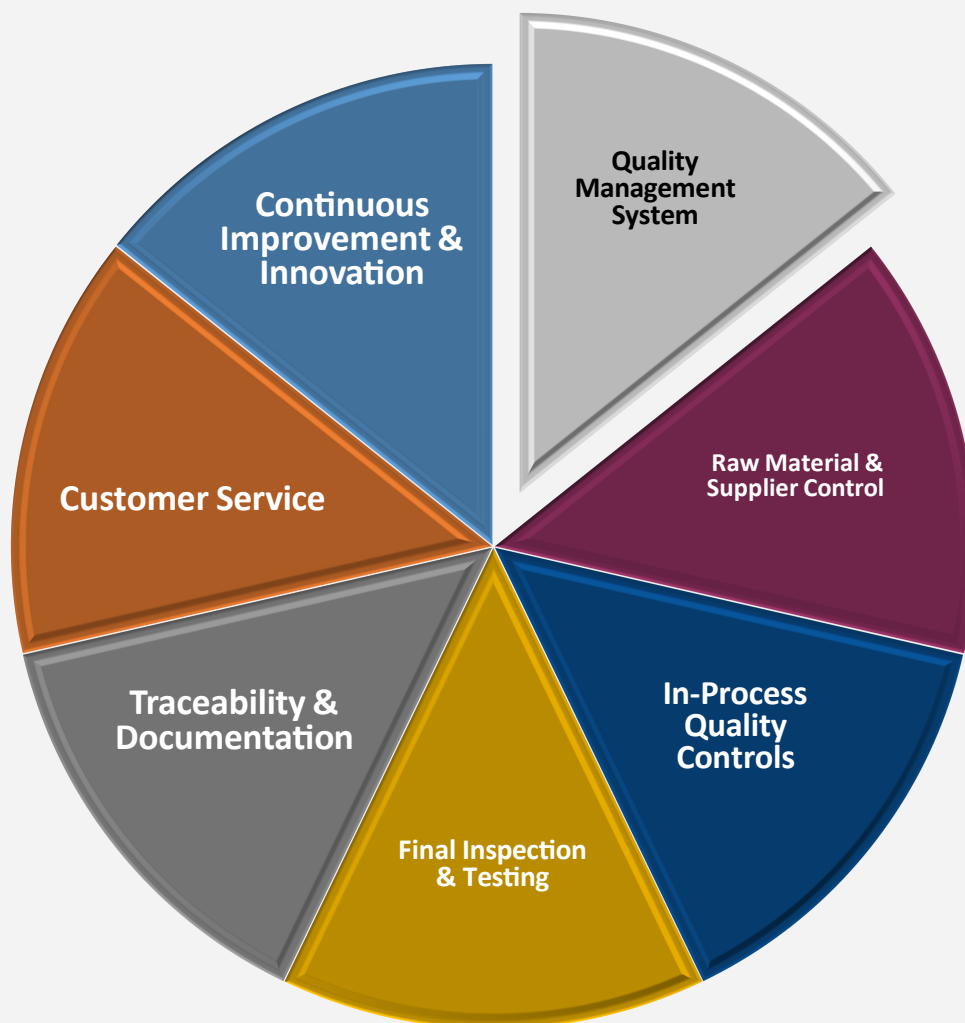 Quality
Management
System
Raw Material &
Supplier Control
In-Process
Quality
Controls
Final Inspection
& Testing
Traceability &
Documentation
Customer Service
Continuous
Improvement &
Innovation